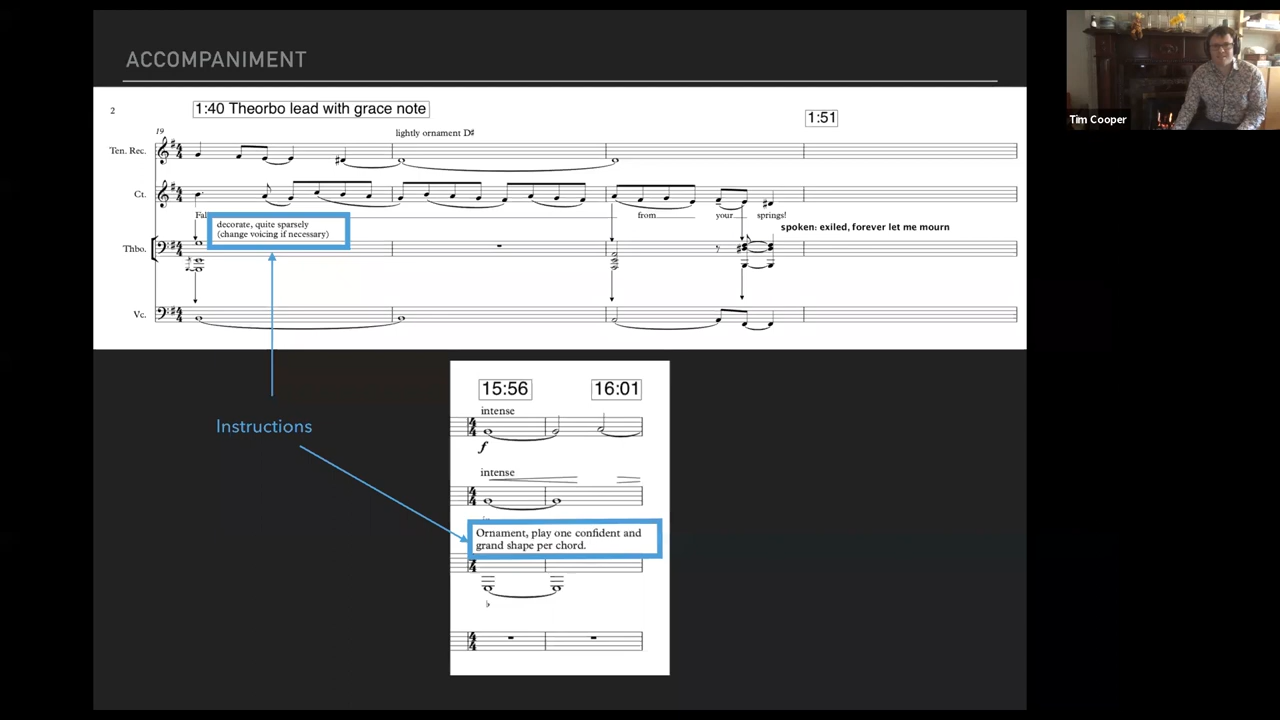 ACCOMPANIMENT
2
1:40 Theorbo lead with grace note
1:51
19
lightly ornament D#
Ten. Rec.
Ct.
from your springs!
decorate, quite sparsely
(change voicing if necessary)
spoken: exiled, forever let me mourn
Thbo.
Vc.
15:56 16:01
intense
f
intense
Instructions
Ornament, play one confident and
grand shape per chord.
Tim Cooper